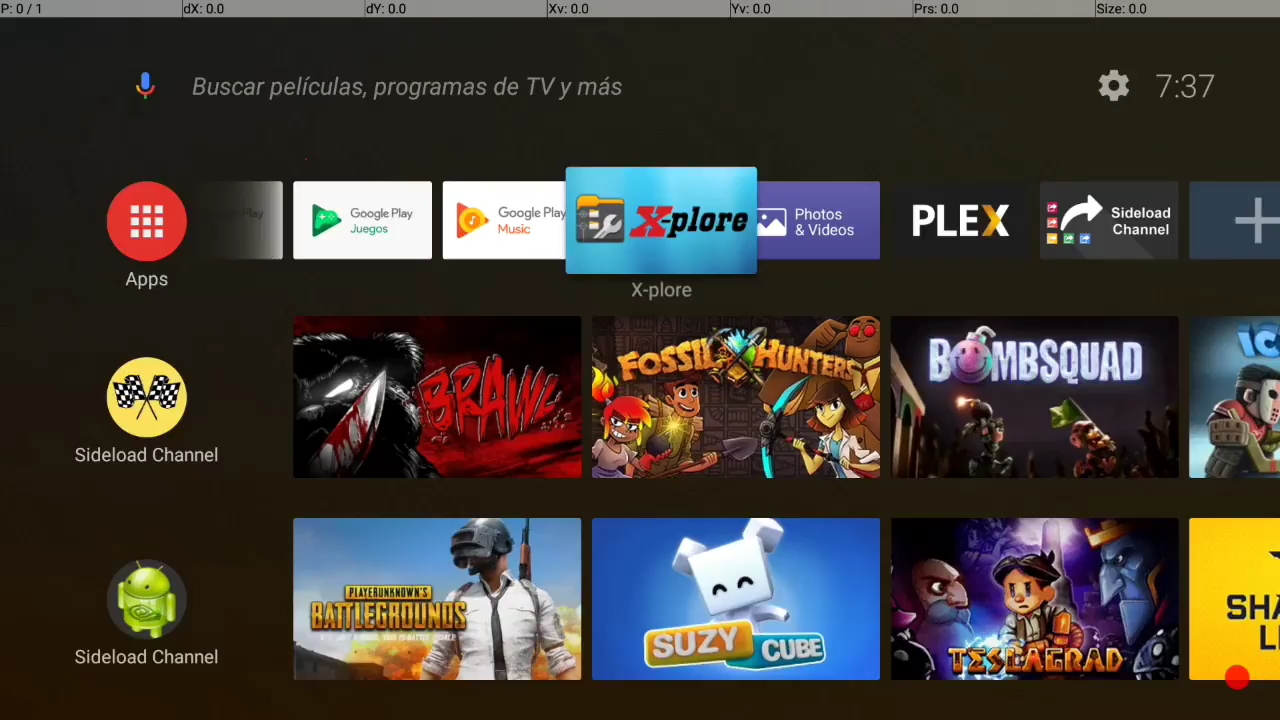 P: 0 / 1
dX: 0.0
dY: 0.0
Xv: 0.0
Yv: 0.0
Prs: 0.0
Size: 0.0
Buscar películas, programas de TV y más
7:37
Apps
Google Play
Juegos
Google Play
Music
X-plore
Photos
& Videos
PLEX
Sideload
Channel
X-plore
Sideload Channel
BRAWL
FOSSIL HUNTERS
BOMBSQUAD
Sideload Channel
PLAYERUNKNOWN'S
BATTLEGROUNDS
SUZY
CUBE
TESLAGRAD